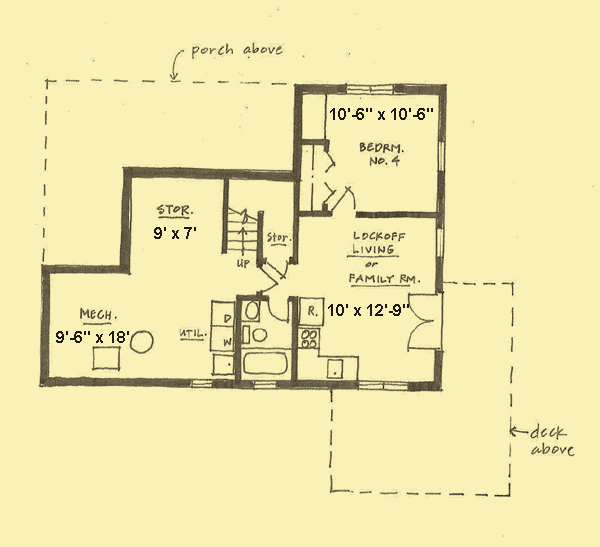 porch above
10'-6" x 10'-6"
BEDRM.
No. 4
STOR.
9' x 7'
Stor.
UP
LOCKOFF
LIVING
or
FAMILY RM.
10' x 12'-9"
R.
MECH.
9'-6" x 18'
UTIL.
D
W
deck
above